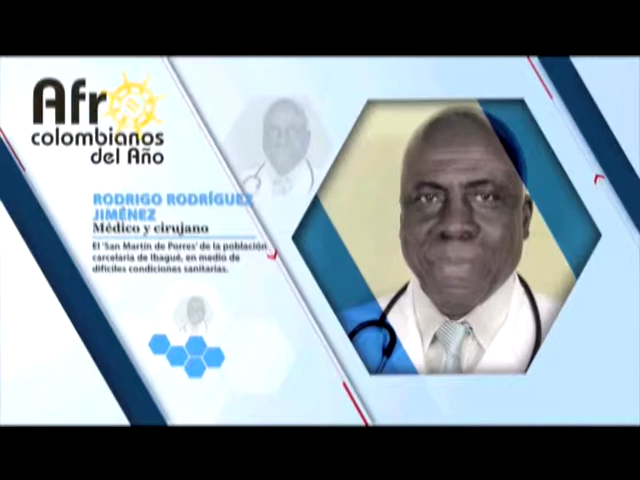 Afro
colombianos
del Año
RODRIGO RODRÍGUEZ
JIMÉNEZ
Médico y cirujano
El 'San Martín de Porres' de la población
carcelaria de Ibagué, en medio de
difíciles condiciones sanitarias.